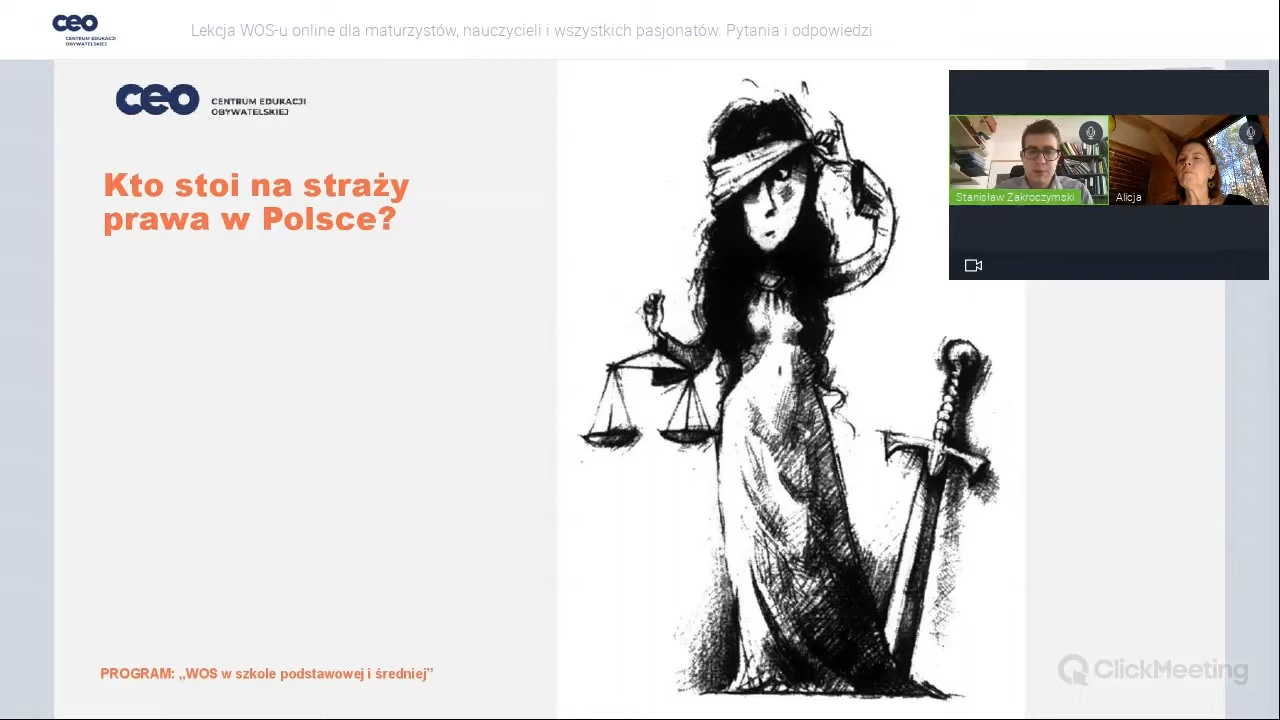 ceo
CENTRUM EDUKACJI
OBYWATELSKIEJ
Lekcja WOS-u online dla maturzystów, nauczycieli i wszystkich pasjonatów. Pytania i odpowiedzi
ceo
CENTRUM EDUKACJI
OBYWATELSKIEJ
Kto stoi na straży
prawa w Polsce?
Stanisław Zakroczymski
Alicja
PROGRAM: „WOS w szkole podstawowej i średniej”
ClickMeeting